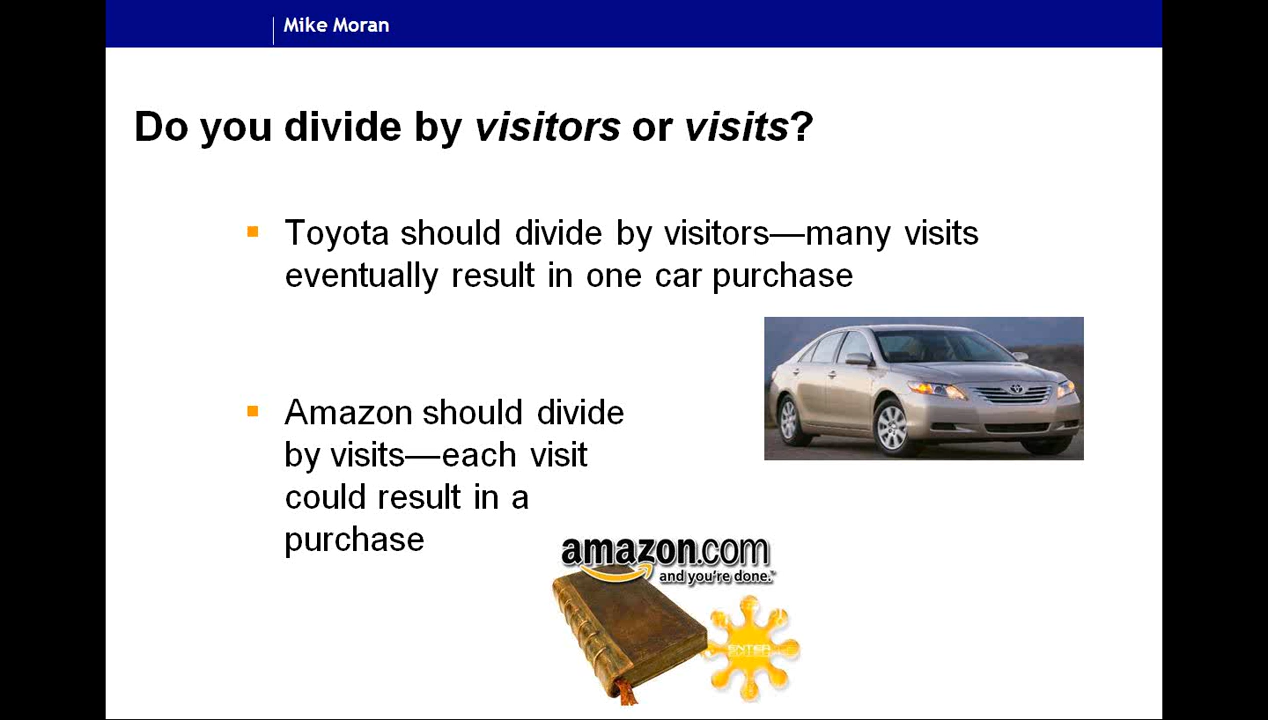 Mike Moran
Do you divide by visitors or visits?
Toyota should divide by visitors—many visits
eventually result in one car purchase
Amazon should divide
by visits—each visit
could result in a
purchase
amazon.com
and you're done.™
ENTER